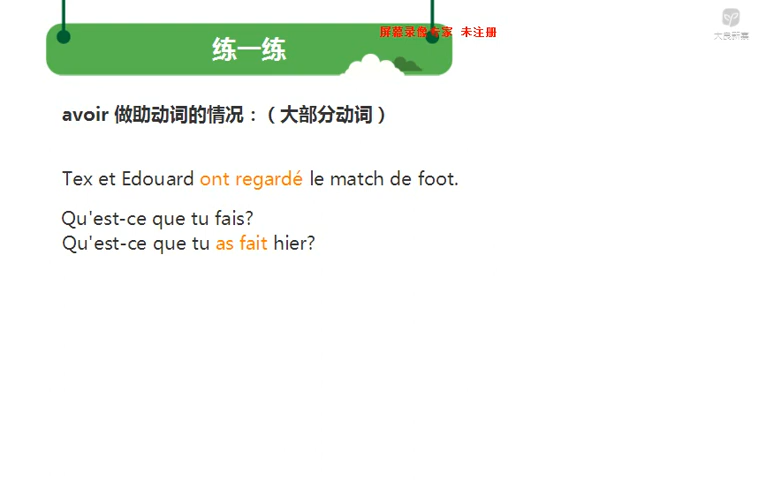 屏幕录像专家 未注册
练一练
avoir 做助动词的情况：（大部分动词）
Tex et Edouard ont regardé le match de foot.
Qu'est-ce que tu fais?
Qu'est-ce que tu as fait hier?